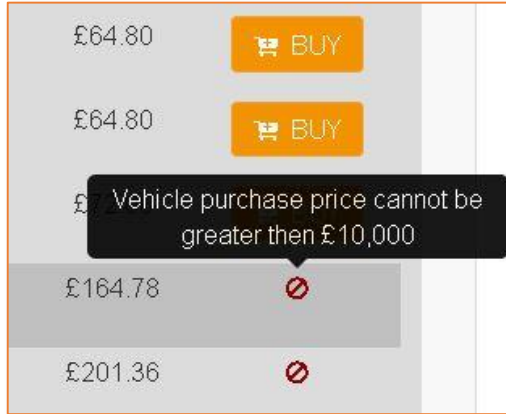 £64.80 BUY
£64.80 BUY
Vehicle purchase price cannot be
greater then £10,000
£164.78
£201.36